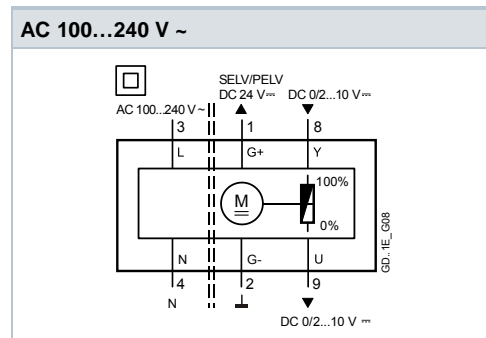 AC 100…240 V ~
SELV/PELV
DC 24 V⎓ DC 0/2...10 V⎓
AC 100...240 V~
3 1 8
L G+ Y
M
100%
0%
N G- U
4 2 9
N
DC 0/2...10 V ⎓
GD..1E_G08